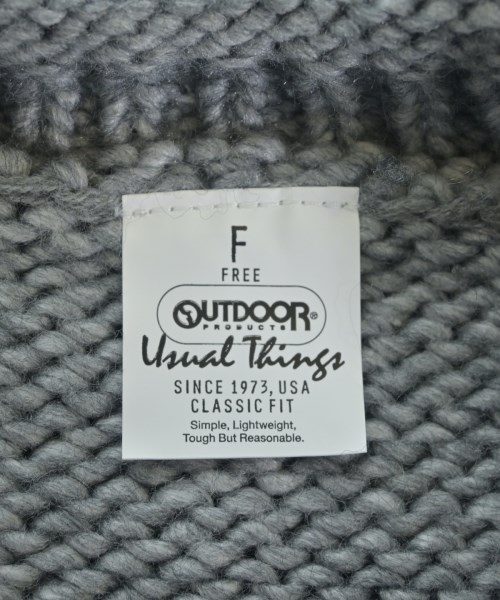 F
FREE
OUTDOOR®
PRODUCTS
Usual Things
SINCE 1973, USA
CLASSIC FIT
Simple, Lightweight,
Tough But Reasonable.